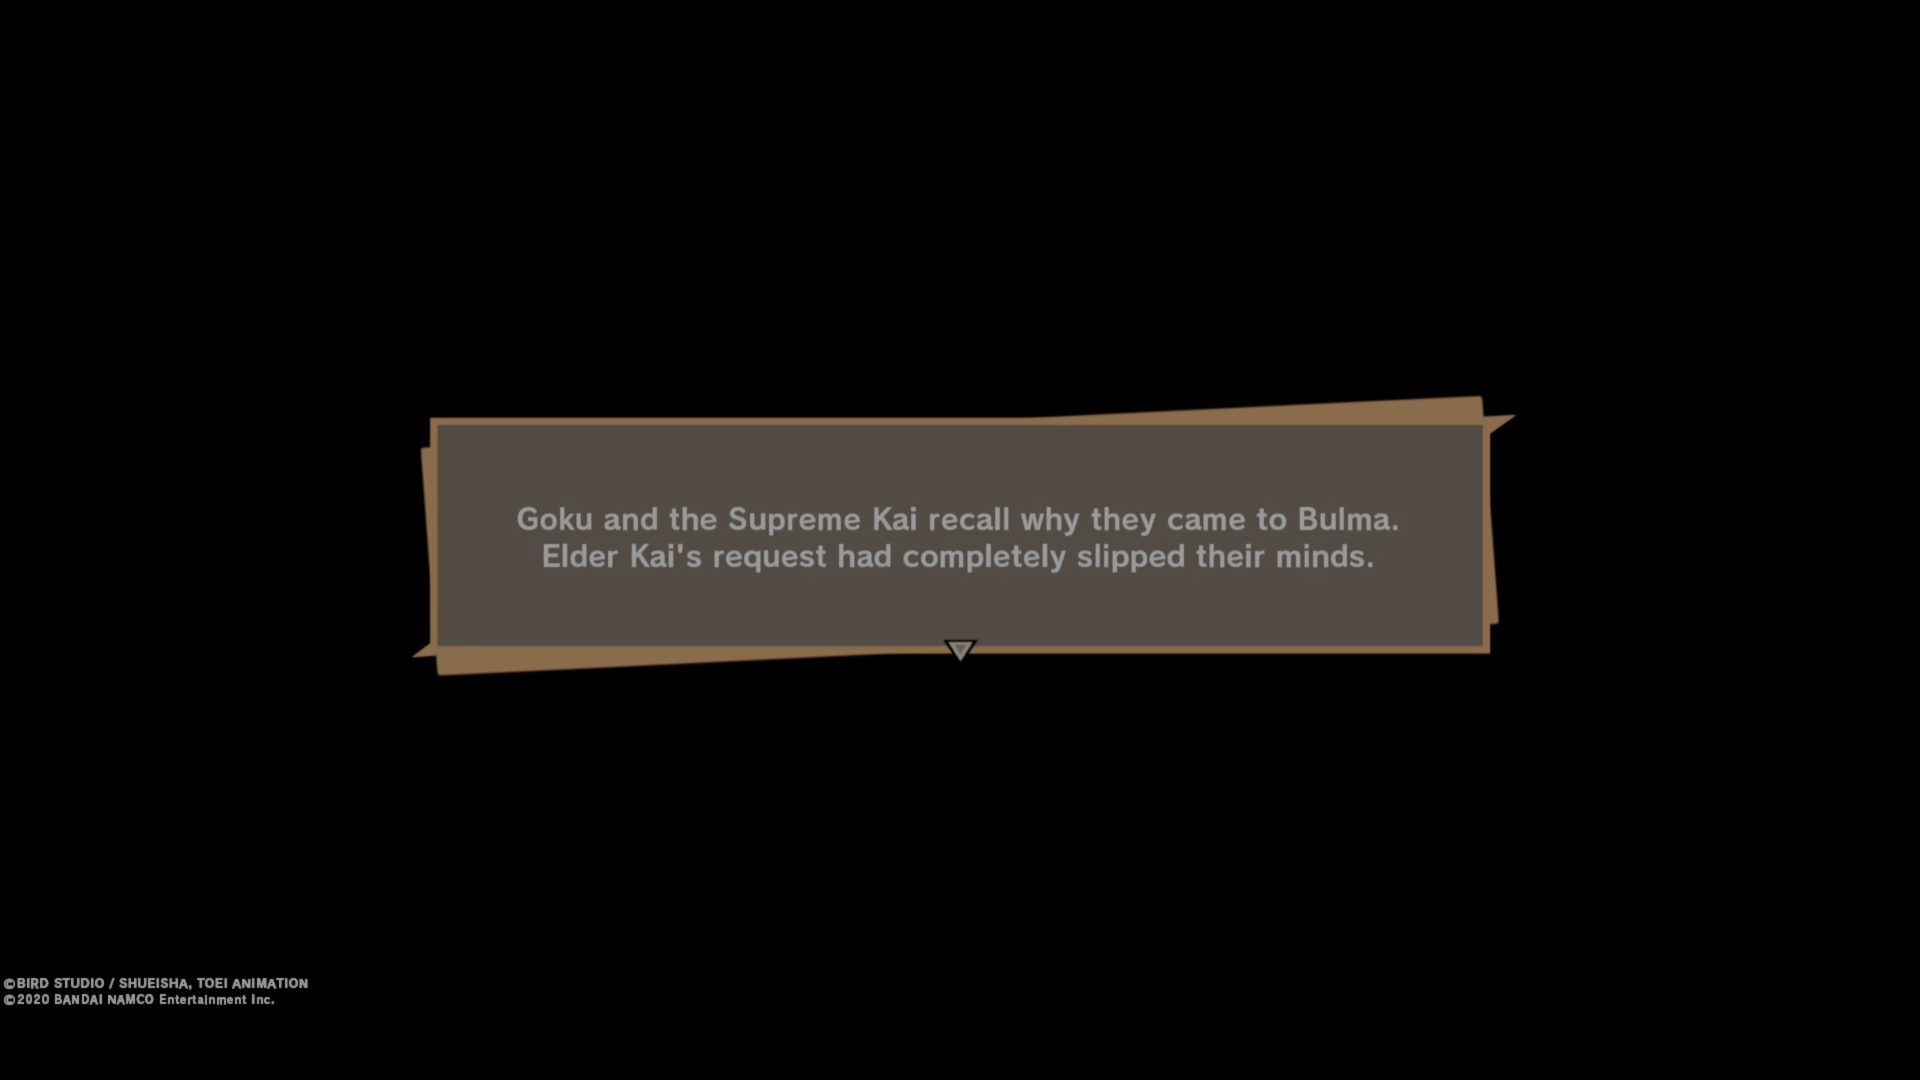 Goku and the Supreme Kai recall why they came to Bulma.
Elder Kai's request had completely slipped their minds.
©BIRD STUDIO / SHUEISHA, TOEI ANIMATION
©2020 BANDAI NAMCO Entertainment Inc.